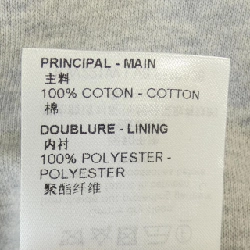 PRINCIPAL - MAIN
主料
100% COTON - COTTON
棉
DOUBLURE - LINING
内衬
100% POLYESTER -
POLYESTER
聚酯纤维